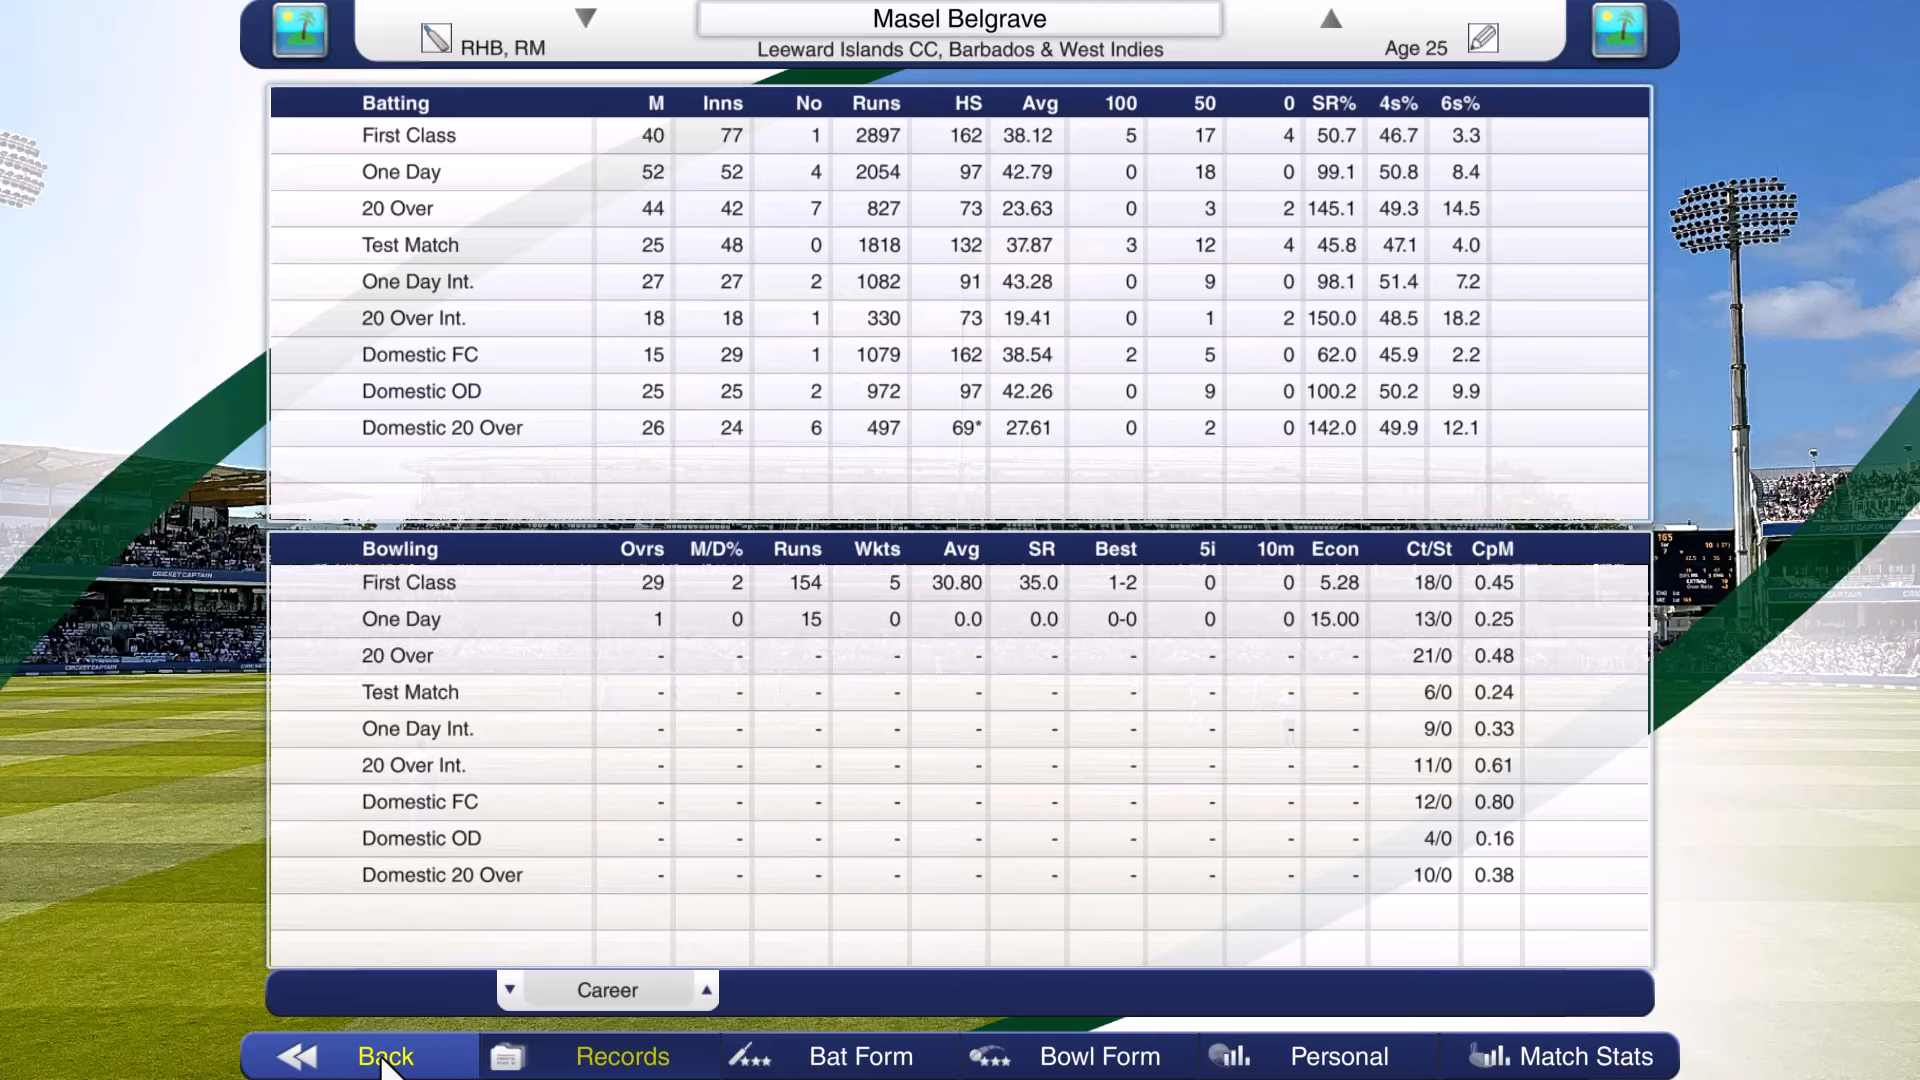 Masel Belgrave
RHB, RM
Leeward Islands CC, Barbados & West Indies
Age 25
Batting M Inns No Runs HS Avg 100 50 0 SR% 4s% 6s%
First Class 40 77 1 2897 162 38.12 5 17 4 50.7 46.7 3.3
One Day 52 52 4 2054 97 42.79 0 18 0 99.1 50.8 8.4
20 Over 44 42 7 827 73 23.63 0 3 2 145.1 49.3 14.5
Test Match 25 48 0 1818 132 37.87 3 12 4 45.8 47.1 4.0
One Day Int. 27 27 2 1082 91 43.28 0 9 0 98.1 51.4 7.2
20 Over Int. 18 18 1 330 73 19.41 0 1 2 150.0 48.5 18.2
Domestic FC 15 29 1 1079 162 38.54 2 5 0 62.0 45.9 2.2
Domestic OD 25 25 2 972 97 42.26 0 9 0 100.2 50.2 9.9
Domestic 20 Over 26 24 6 497 69* 27.61 0 2 0 142.0 49.9 12.1
Bowling Ovrs M/D% Runs Wkts Avg SR Best 5i 10m Econ Ct/St CpM
First Class 29 2 154 5 30.80 35.0 1-2 0 0 5.28 18/0 0.45
One Day 1 0 15 0 0.0 0.0 0-0 0 0 15.00 13/0 0.25
20 Over - - - - - - - - - - 21/0 0.48
Test Match - - - - - - - - - - 6/0 0.24
One Day Int. - - - - - - - - - - 9/0 0.33
20 Over Int. - - - - - - - - - - 11/0 0.61
Domestic FC - - - - - - - - - - 12/0 0.80
Domestic OD - - - - - - - - - - 4/0 0.16
Domestic 20 Over - - - - - - - - - - 10/0 0.38
Career
Back Records Bat Form Bowl Form Personal Match Stats
CRICKET CAPTAIN
CRICKET CAPTAIN
CRICKET CAPTAIN
165